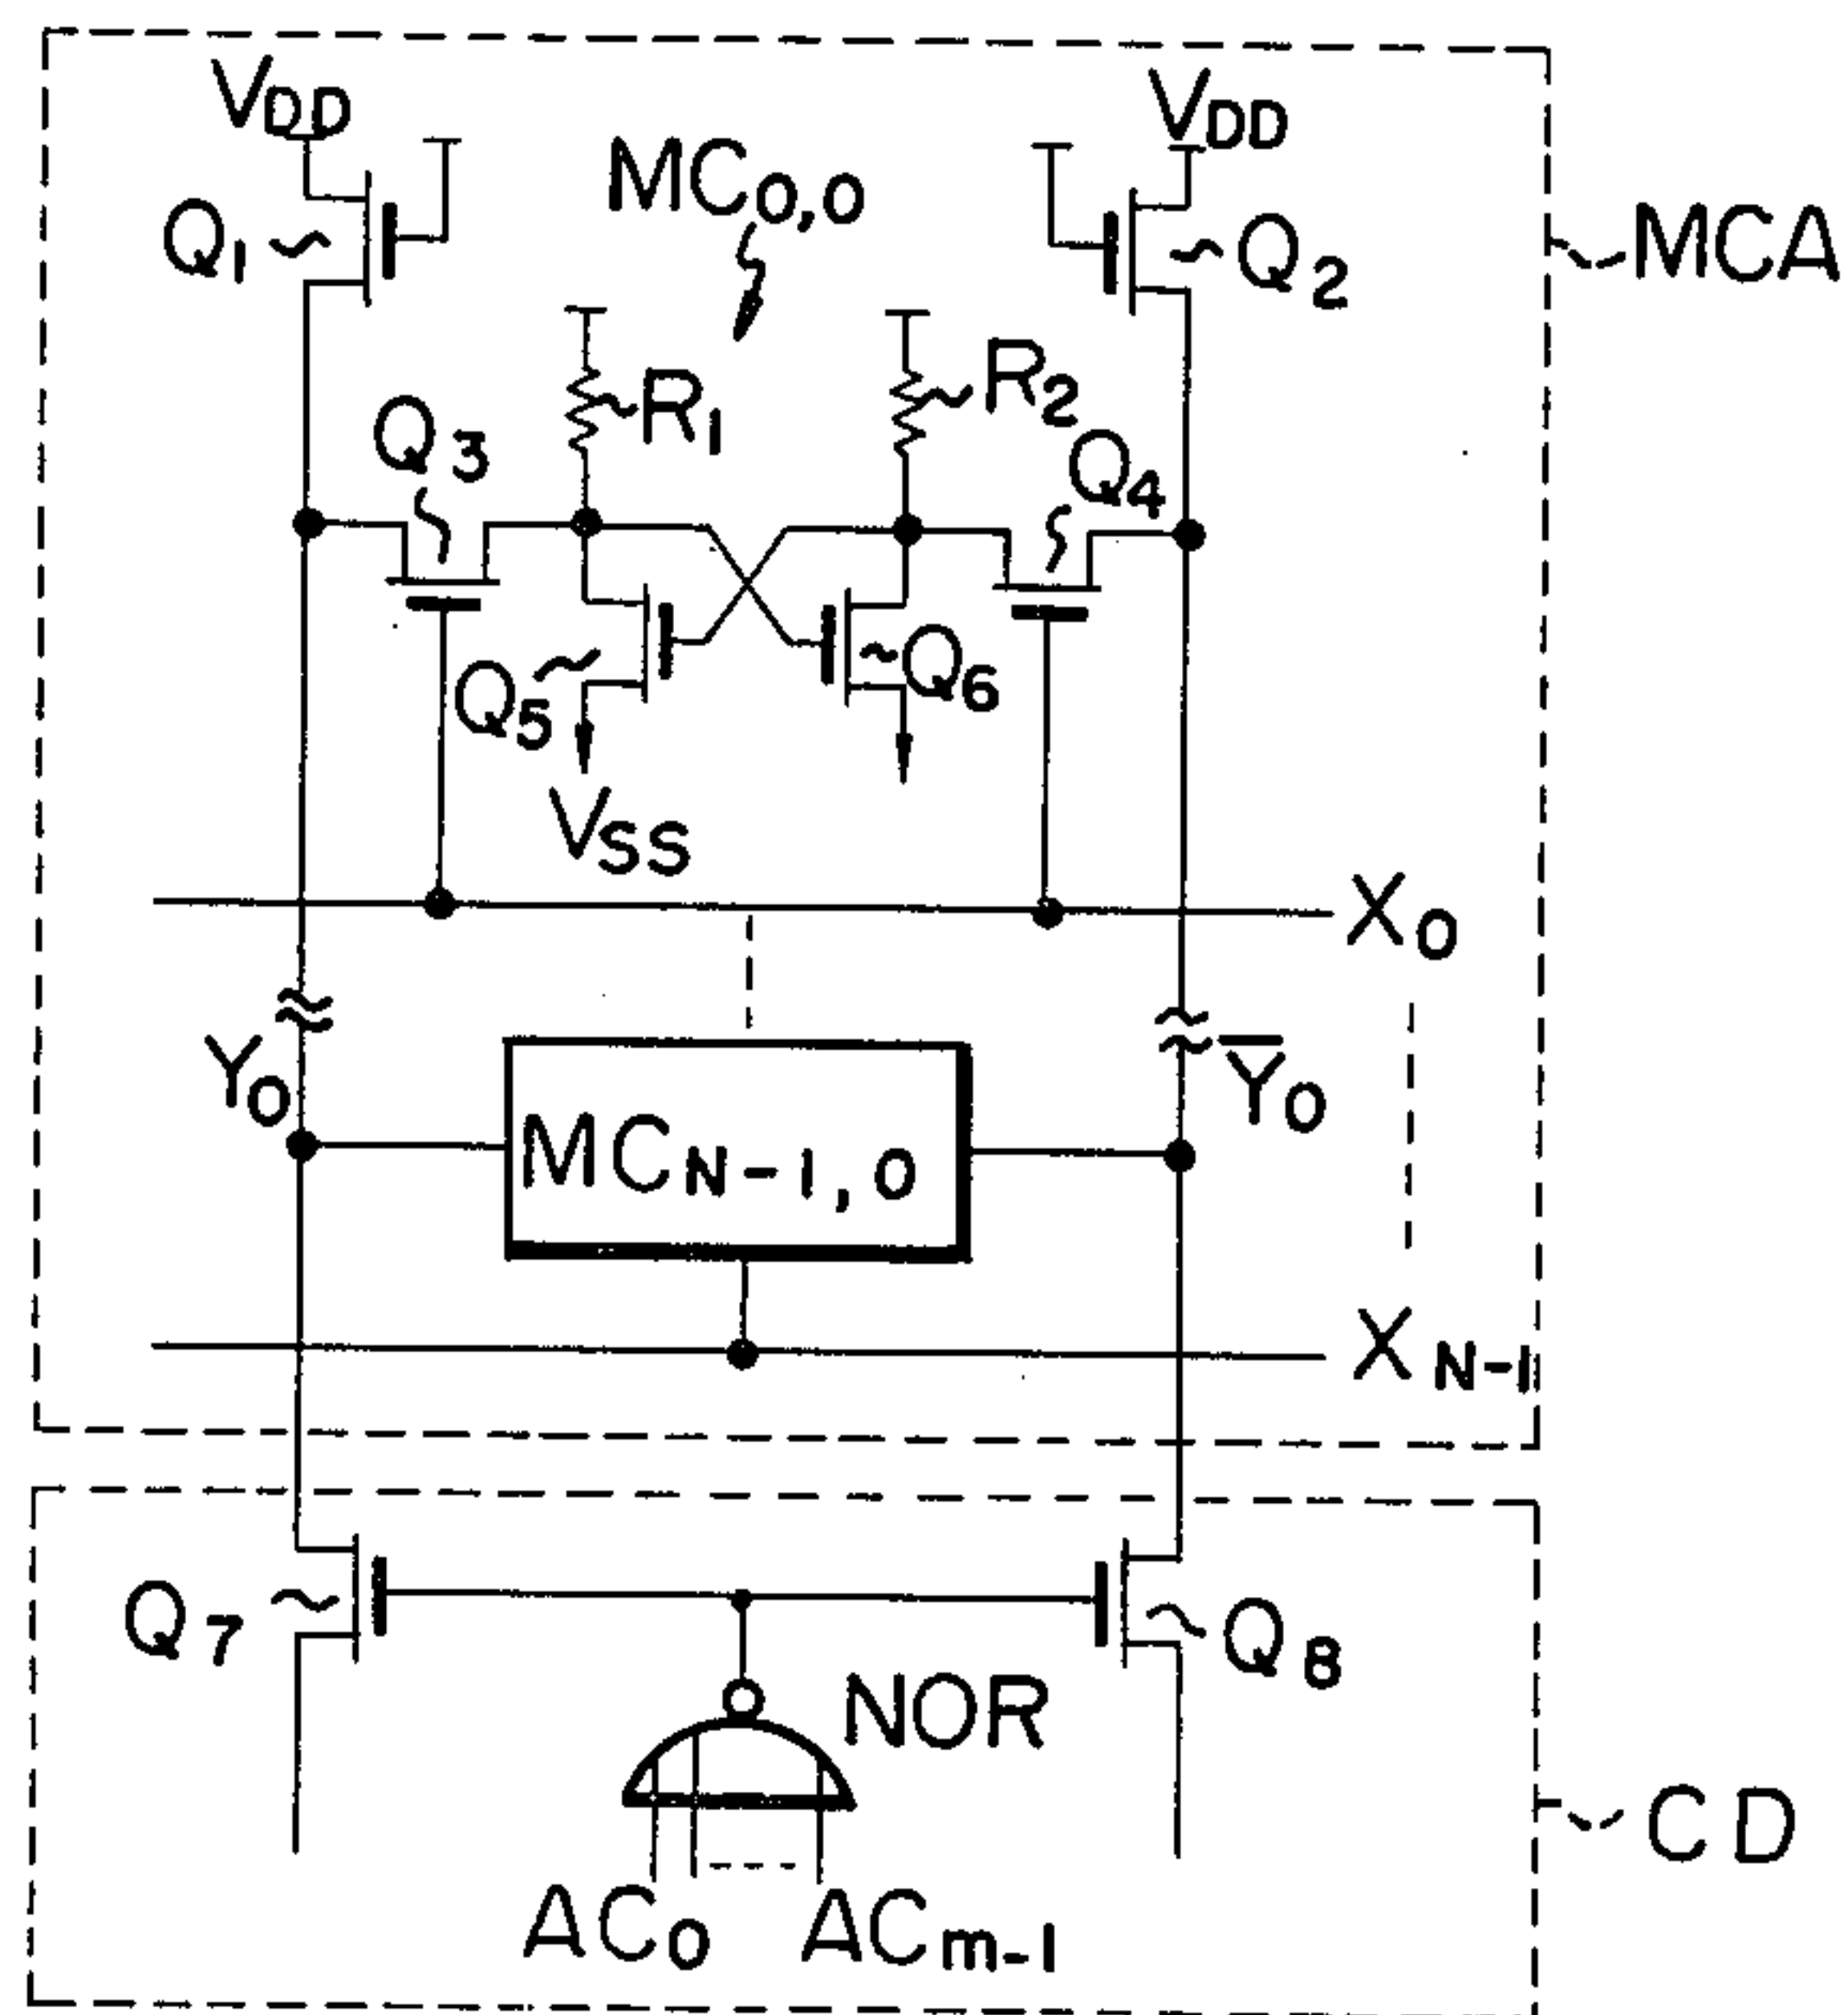 VDD
VDD
MC0,0
Q1
Q2
MCA
R1
R2
Q3
Q4
Q5
Q6
VSS
X0
Y0
Y̅0
MCN-1,0
XN-1
Q7
Q8
NOR
CD
AC0 ACm-1